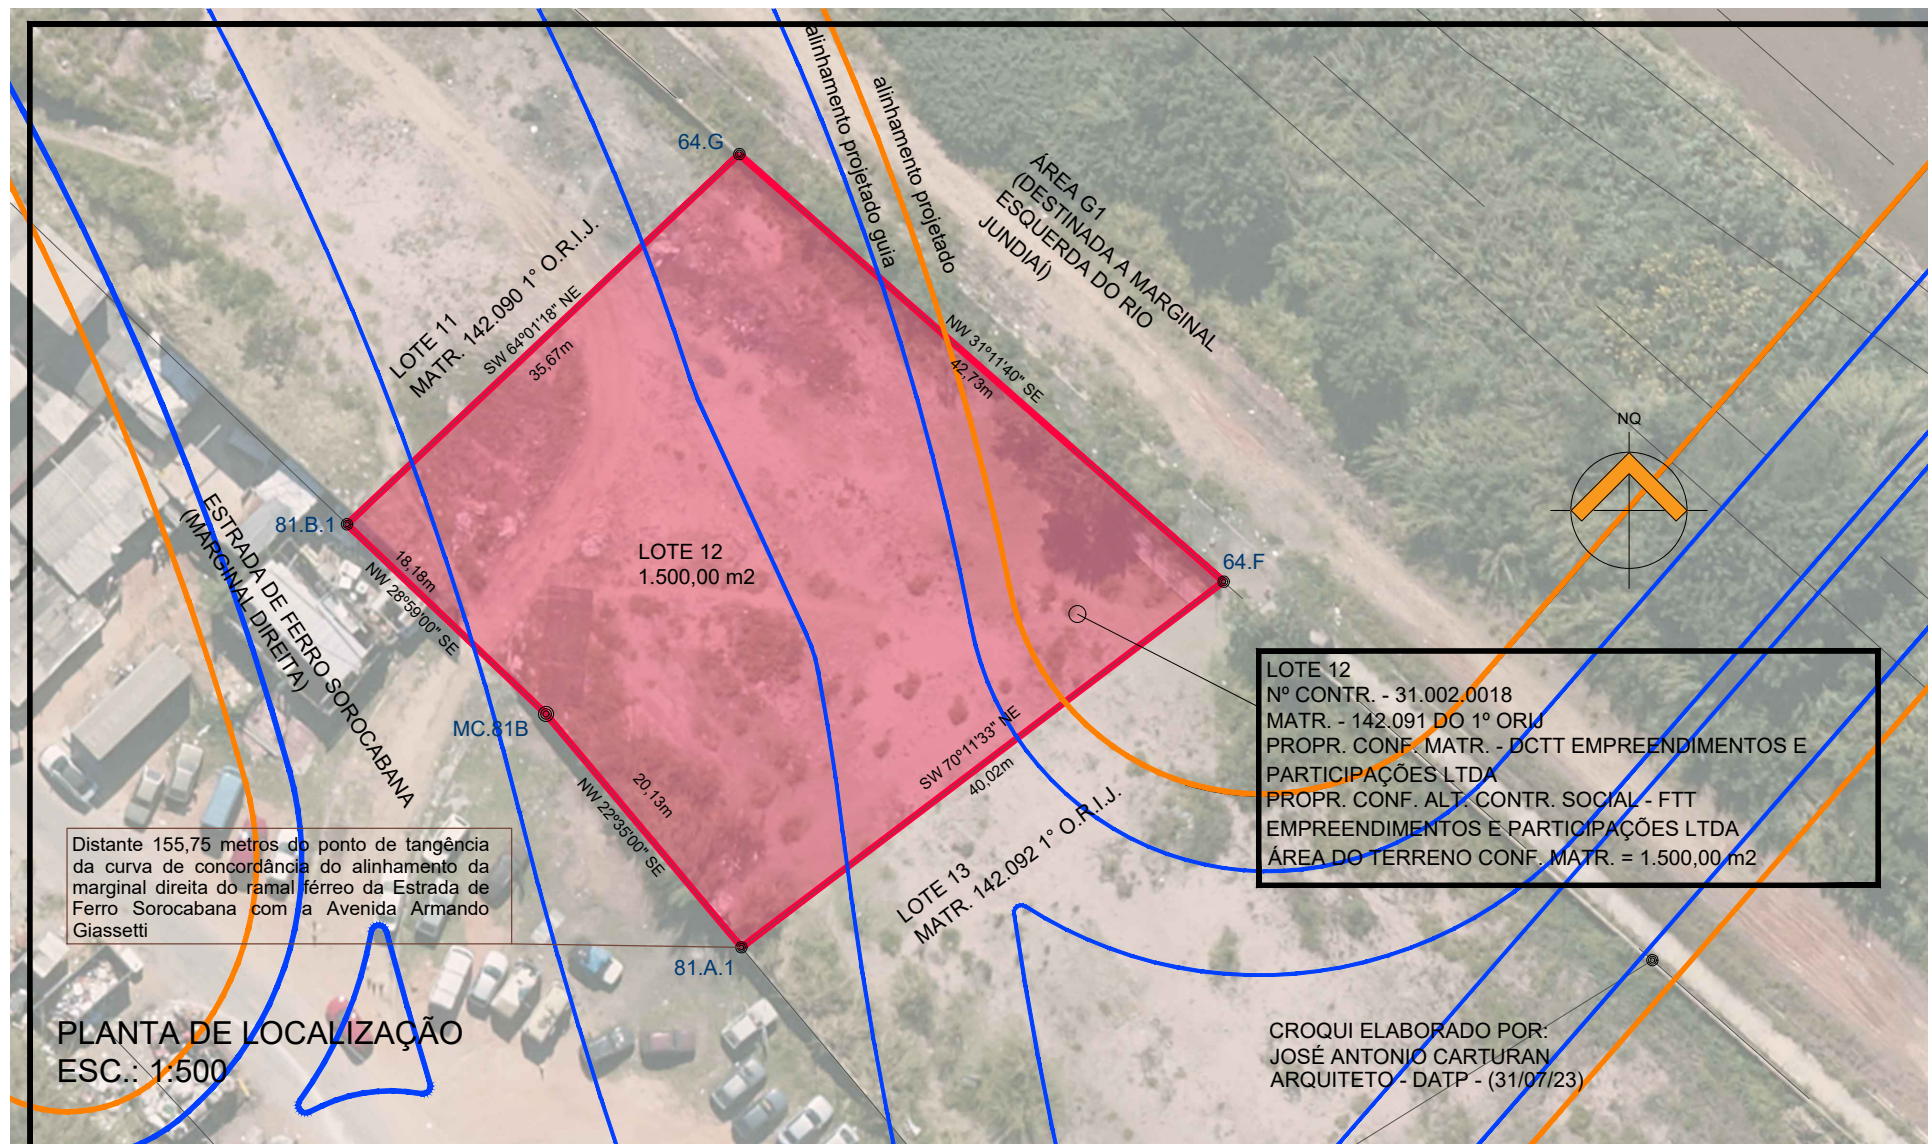 alinhamento projetado guia
alinhamento projetado
64.G
ÁREA G1
(DESTINADA A MARGINAL
ESQUERDA DO RIO
JUNDIAÍ)
LOTE 11
MATR. 142.090 1° O.R.I.J.
SW 64°01'18" NE
35,67m
NW 31°11'40" SE
42,73m
NQ
81.B.1
ESTRADA DE FERRO SOROCABANA
(MARGINAL DIREITA)
18,18m
NW 28°59'00" SE
LOTE 12
1.500,00 m2
64.F
MC.81B
20,13m
NW 22°35'00" SE
SW 70°11'33" NE
40,02m
LOTE 13
MATR. 142.092 1° O.R.I.J.
81.A.1
LOTE 12
Nº CONTR. - 31.002.0018
MATR. - 142.091 DO 1º ORIJ
PROPR. CONF. MATR. - DCTT EMPREENDIMENTOS E
PARTICIPAÇÕES LTDA
PROPR. CONF. ALT. CONTR. SOCIAL - FTT
EMPREENDIMENTOS E PARTICIPAÇÕES LTDA
ÁREA DO TERRENO CONF. MATR. = 1.500,00 m2
Distante 155,75 metros do ponto de tangência
da curva de concordância do alinhamento da
marginal direita do ramal férreo da Estrada de
Ferro Sorocabana com a Avenida Armando
Giassetti
PLANTA DE LOCALIZAÇÃO
ESC.: 1:500
CROQUI ELABORADO POR:
JOSÉ ANTONIO CARTURAN
ARQUITETO - DATP - (31/07/23)